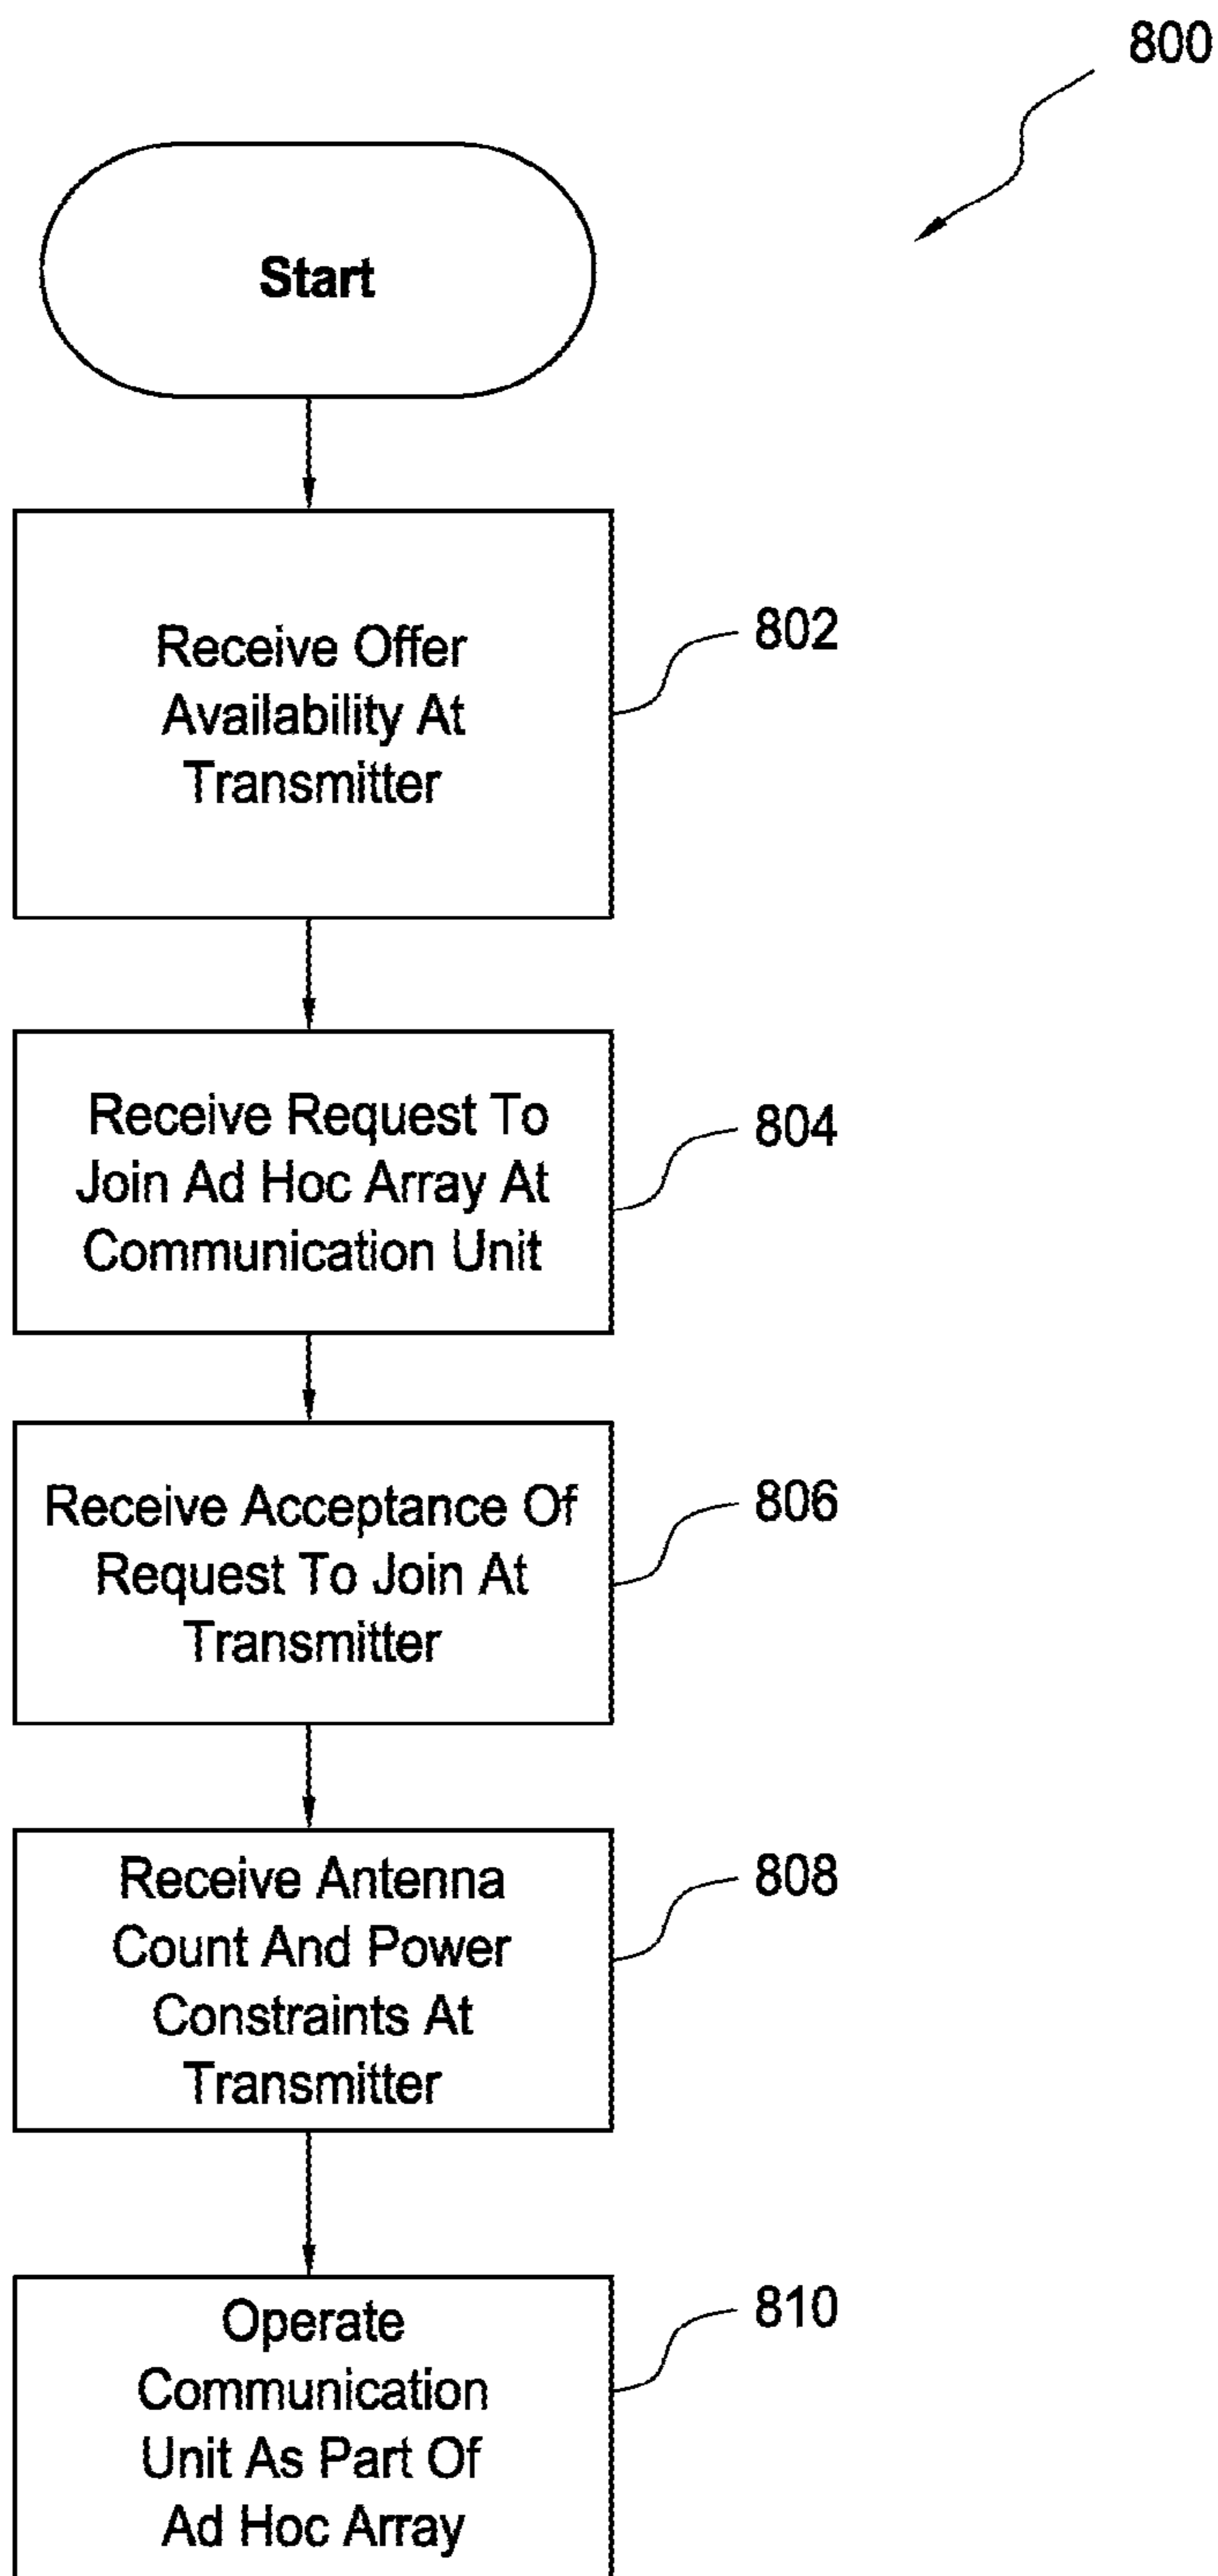 800
Start
Receive Offer
Availability At
Transmitter
802
Receive Request To
Join Ad Hoc Array At
Communication Unit
804
Receive Acceptance Of
Request To Join At
Transmitter
806
Receive Antenna
Count And Power
Constraints At
Transmitter
808
Operate
Communication
Unit As Part Of
Ad Hoc Array
810